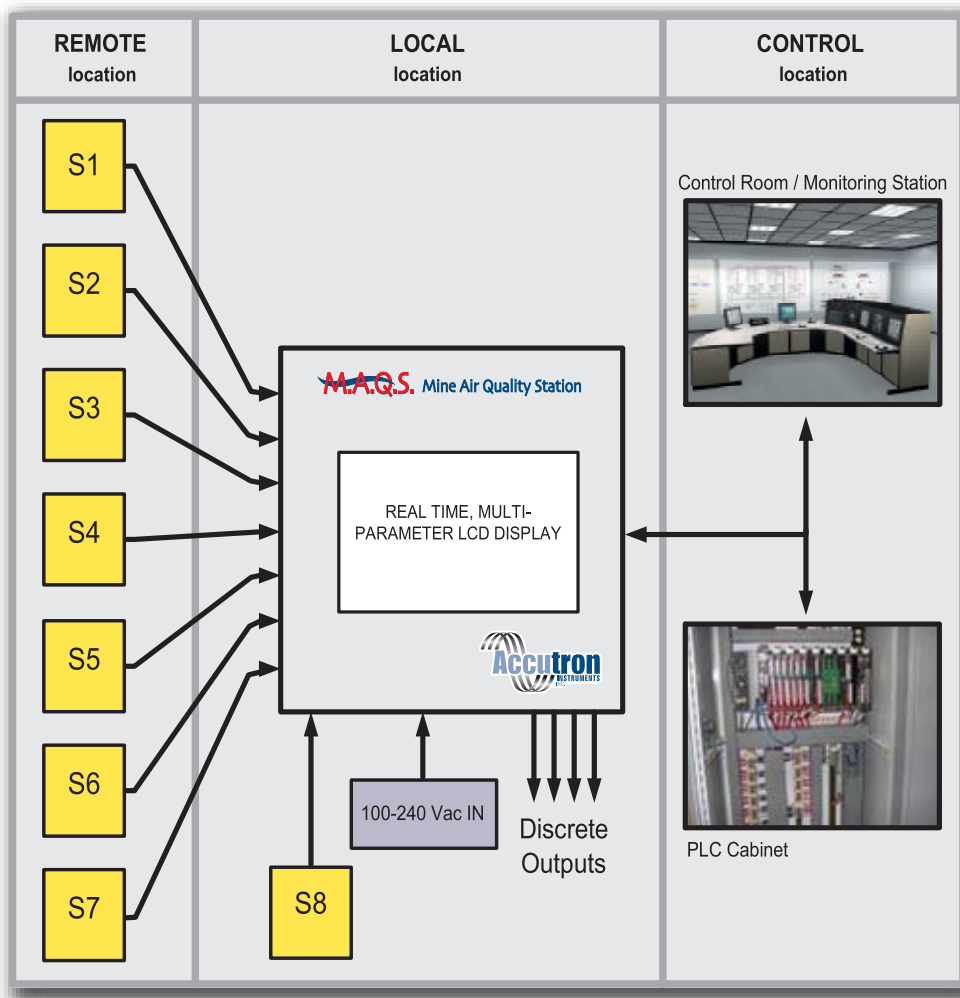 REMOTE
location
LOCAL
location
CONTROL
location
S1
S2
S3
S4
S5
S6
S7
M.A.Q.S. Mine Air Quality Station
REAL TIME, MULTI-
PARAMETER LCD DISPLAY
Accutron
INSTRUMENTS
100-240 Vac IN
S8
Discrete
Outputs
Control Room / Monitoring Station
PLC Cabinet